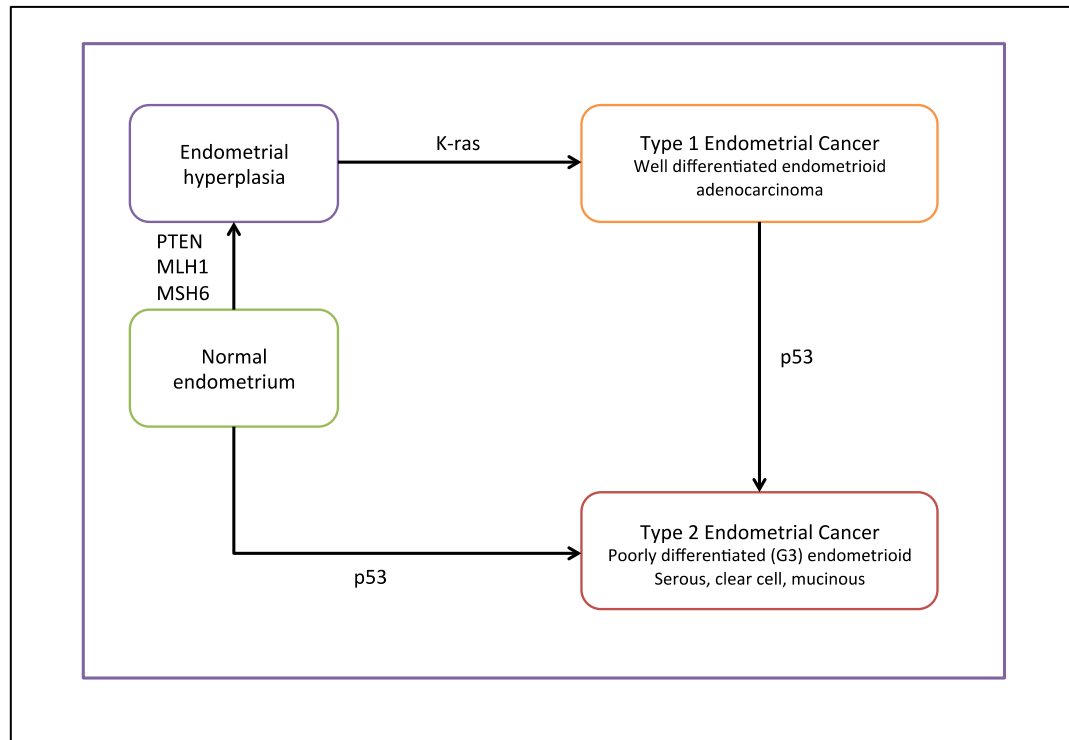 Endometrial
hyperplasia
K-ras
Type 1 Endometrial Cancer
Well differentiated endometrioid
adenocarcinoma
PTEN
MLH1
MSH6
Normal
endometrium
p53
p53
Type 2 Endometrial Cancer
Poorly differentiated (G3) endometrioid
Serous, clear cell, mucinous